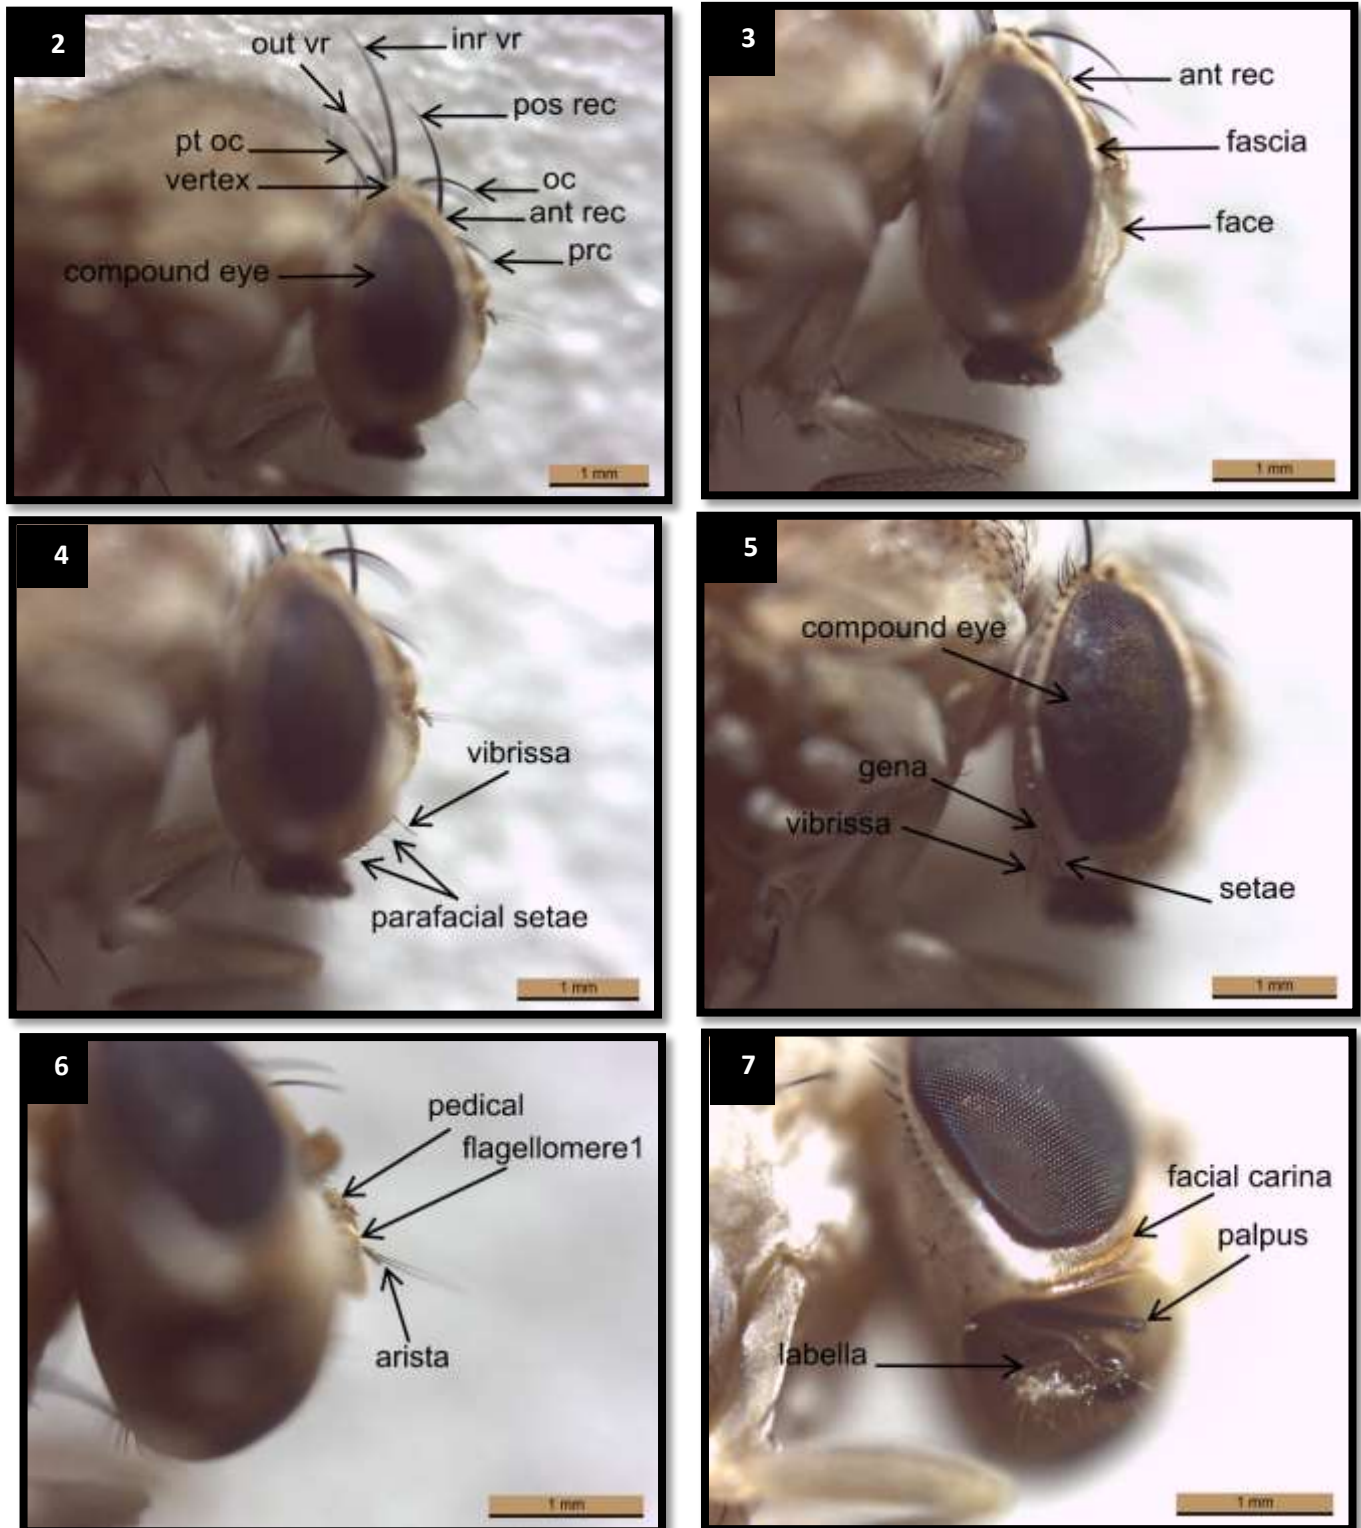 2
out vr
inr vr
pos rec
pt oc
vertex
oc
ant rec
prc
compound eye
1 mm
3
ant rec
fascia
face
1 mm
4
vibrissa
parafacial setae
1 mm
5
compound eye
gena
vibrissa
setae
1 mm
6
pedical
flagellomere1
arista
1 mm
7
facial carina
palpus
labella
1 mm